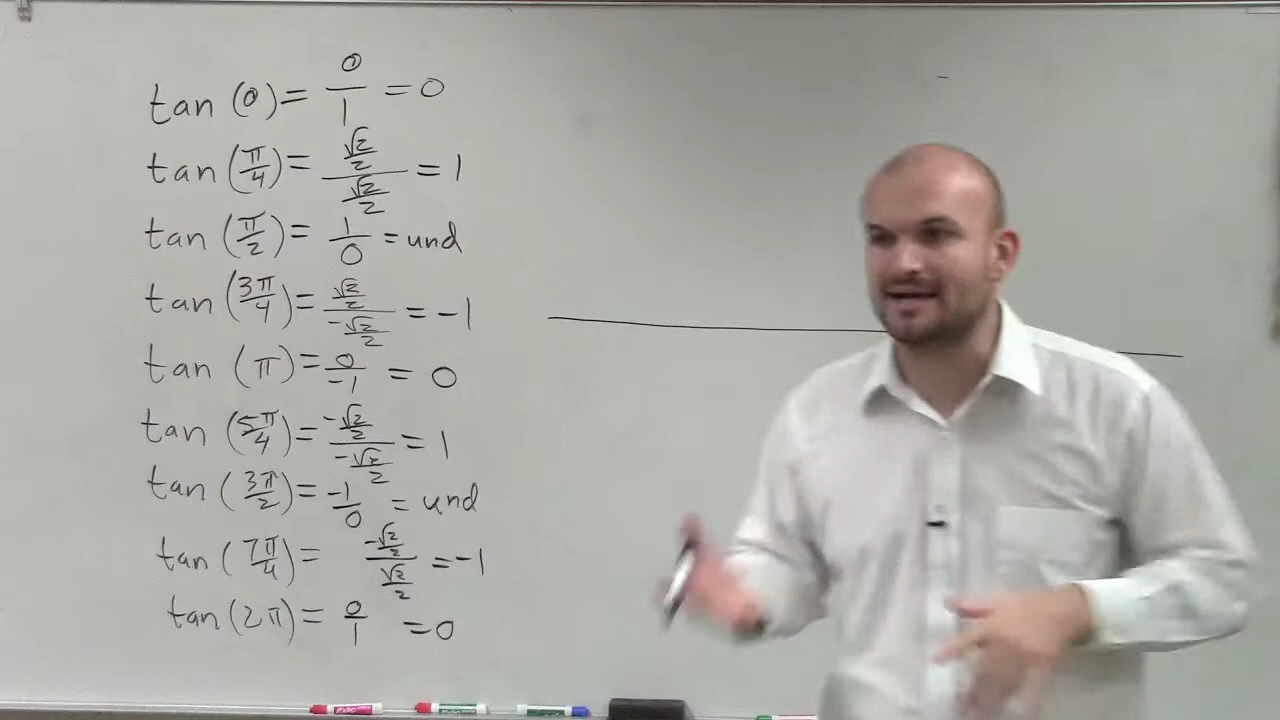 tan (0) = 0/1 = 0
tan (π/4) = (√2/2)/(√2/2) = 1
tan (π/2) = 1/0 = und
tan (3π/4) = (√2/2)/(-√2/2) = -1
tan (π) = 0/-1 = 0
tan (5π/4) = (-√2/2)/(-√2/2) = 1
tan (3π/2) = -1/0 = und
tan (7π/4) = (-√2/2)/(√2/2) = -1
tan (2π) = 0/1 = 0